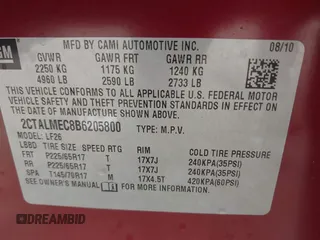 GM
MFD BY CAMI AUTOMOTIVE INC. 08/10
GVWR GAWR FRT GAWR RR
2250 KG 1175 KG 1240 KG
4960 LB 2590 LB 2733 LB
THIS VEHICLE CONFORMS TO ALL APPLICABLE U.S. FEDERAL MOTOR
VEHICLE SAFETY, BUMPER, AND THEFT PREVENTION STANDARDS IN EFFECT
ON THE DATE OF MANUFACTURE SHOWN ABOVE.
2CTALMEC8B6205800 TYPE: M.P.V.
MODEL: LF26
LBBD TIRE SIZE SPEED RTG RIM COLD TIRE PRESSURE
FRT P225/65R17 17X7J 240KPA(35PSI)
RR P225/65R17 17X7J 240KPA(35PSI)
SPA T145/70R17 M 17X4.5T 420KPA(60PSI)
SEE OWNER'S MANUAL FOR ADDITIONAL INFORMATION.
©DREAMBID